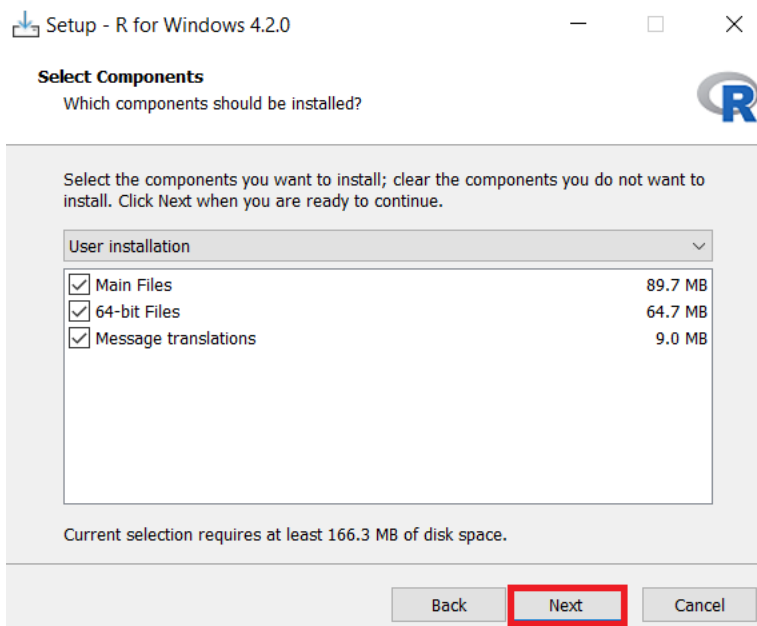 Setup - R for Windows 4.2.0
Select Components
Which components should be installed?
R
Select the components you want to install; clear the components you do not want to
install. Click Next when you are ready to continue.
User installation
Main Files 89.7 MB
64-bit Files 64.7 MB
Message translations 9.0 MB
Current selection requires at least 166.3 MB of disk space.
Back Next Cancel